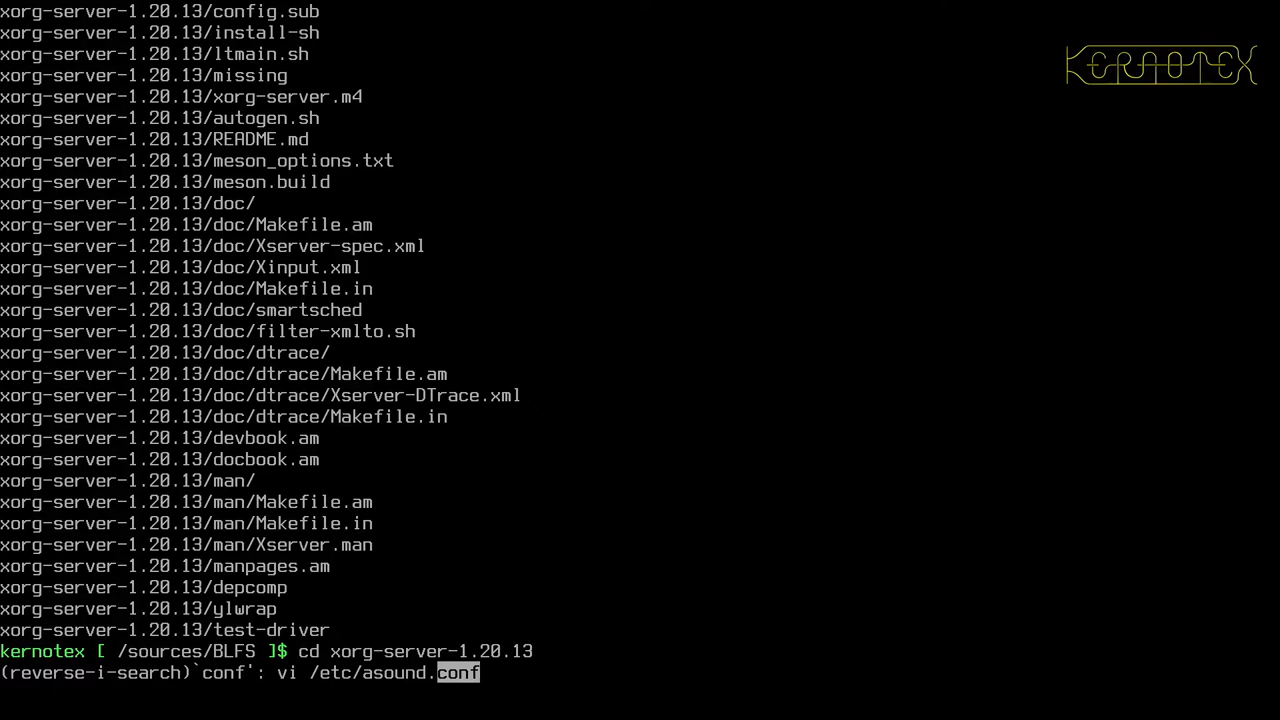 xorg-server-1.20.13/config.sub
KERNOTEX
xorg-server-1.20.13/install-sh
xorg-server-1.20.13/ltmain.sh
xorg-server-1.20.13/missing
xorg-server-1.20.13/xorg-server.m4
xorg-server-1.20.13/autogen.sh
xorg-server-1.20.13/README.md
xorg-server-1.20.13/meson_options.txt
xorg-server-1.20.13/meson.build
xorg-server-1.20.13/doc/
xorg-server-1.20.13/doc/Makefile.am
xorg-server-1.20.13/doc/Xserver-spec.xml
xorg-server-1.20.13/doc/Xinput.xml
xorg-server-1.20.13/doc/Makefile.in
xorg-server-1.20.13/doc/smartsched
xorg-server-1.20.13/doc/filter-xmlto.sh
xorg-server-1.20.13/doc/dtrace/
xorg-server-1.20.13/doc/dtrace/Makefile.am
xorg-server-1.20.13/doc/dtrace/Xserver-DTrace.xml
xorg-server-1.20.13/doc/dtrace/Makefile.in
xorg-server-1.20.13/devbook.am
xorg-server-1.20.13/docbook.am
xorg-server-1.20.13/man/
xorg-server-1.20.13/man/Makefile.am
xorg-server-1.20.13/man/Makefile.in
xorg-server-1.20.13/man/Xserver.man
xorg-server-1.20.13/manpages.am
xorg-server-1.20.13/depcomp
xorg-server-1.20.13/ylwrap
xorg-server-1.20.13/test-driver
kernotex [ /sources/BLFS ]$ cd xorg-server-1.20.13
(reverse-i-search)`conf': vi /etc/asound.conf